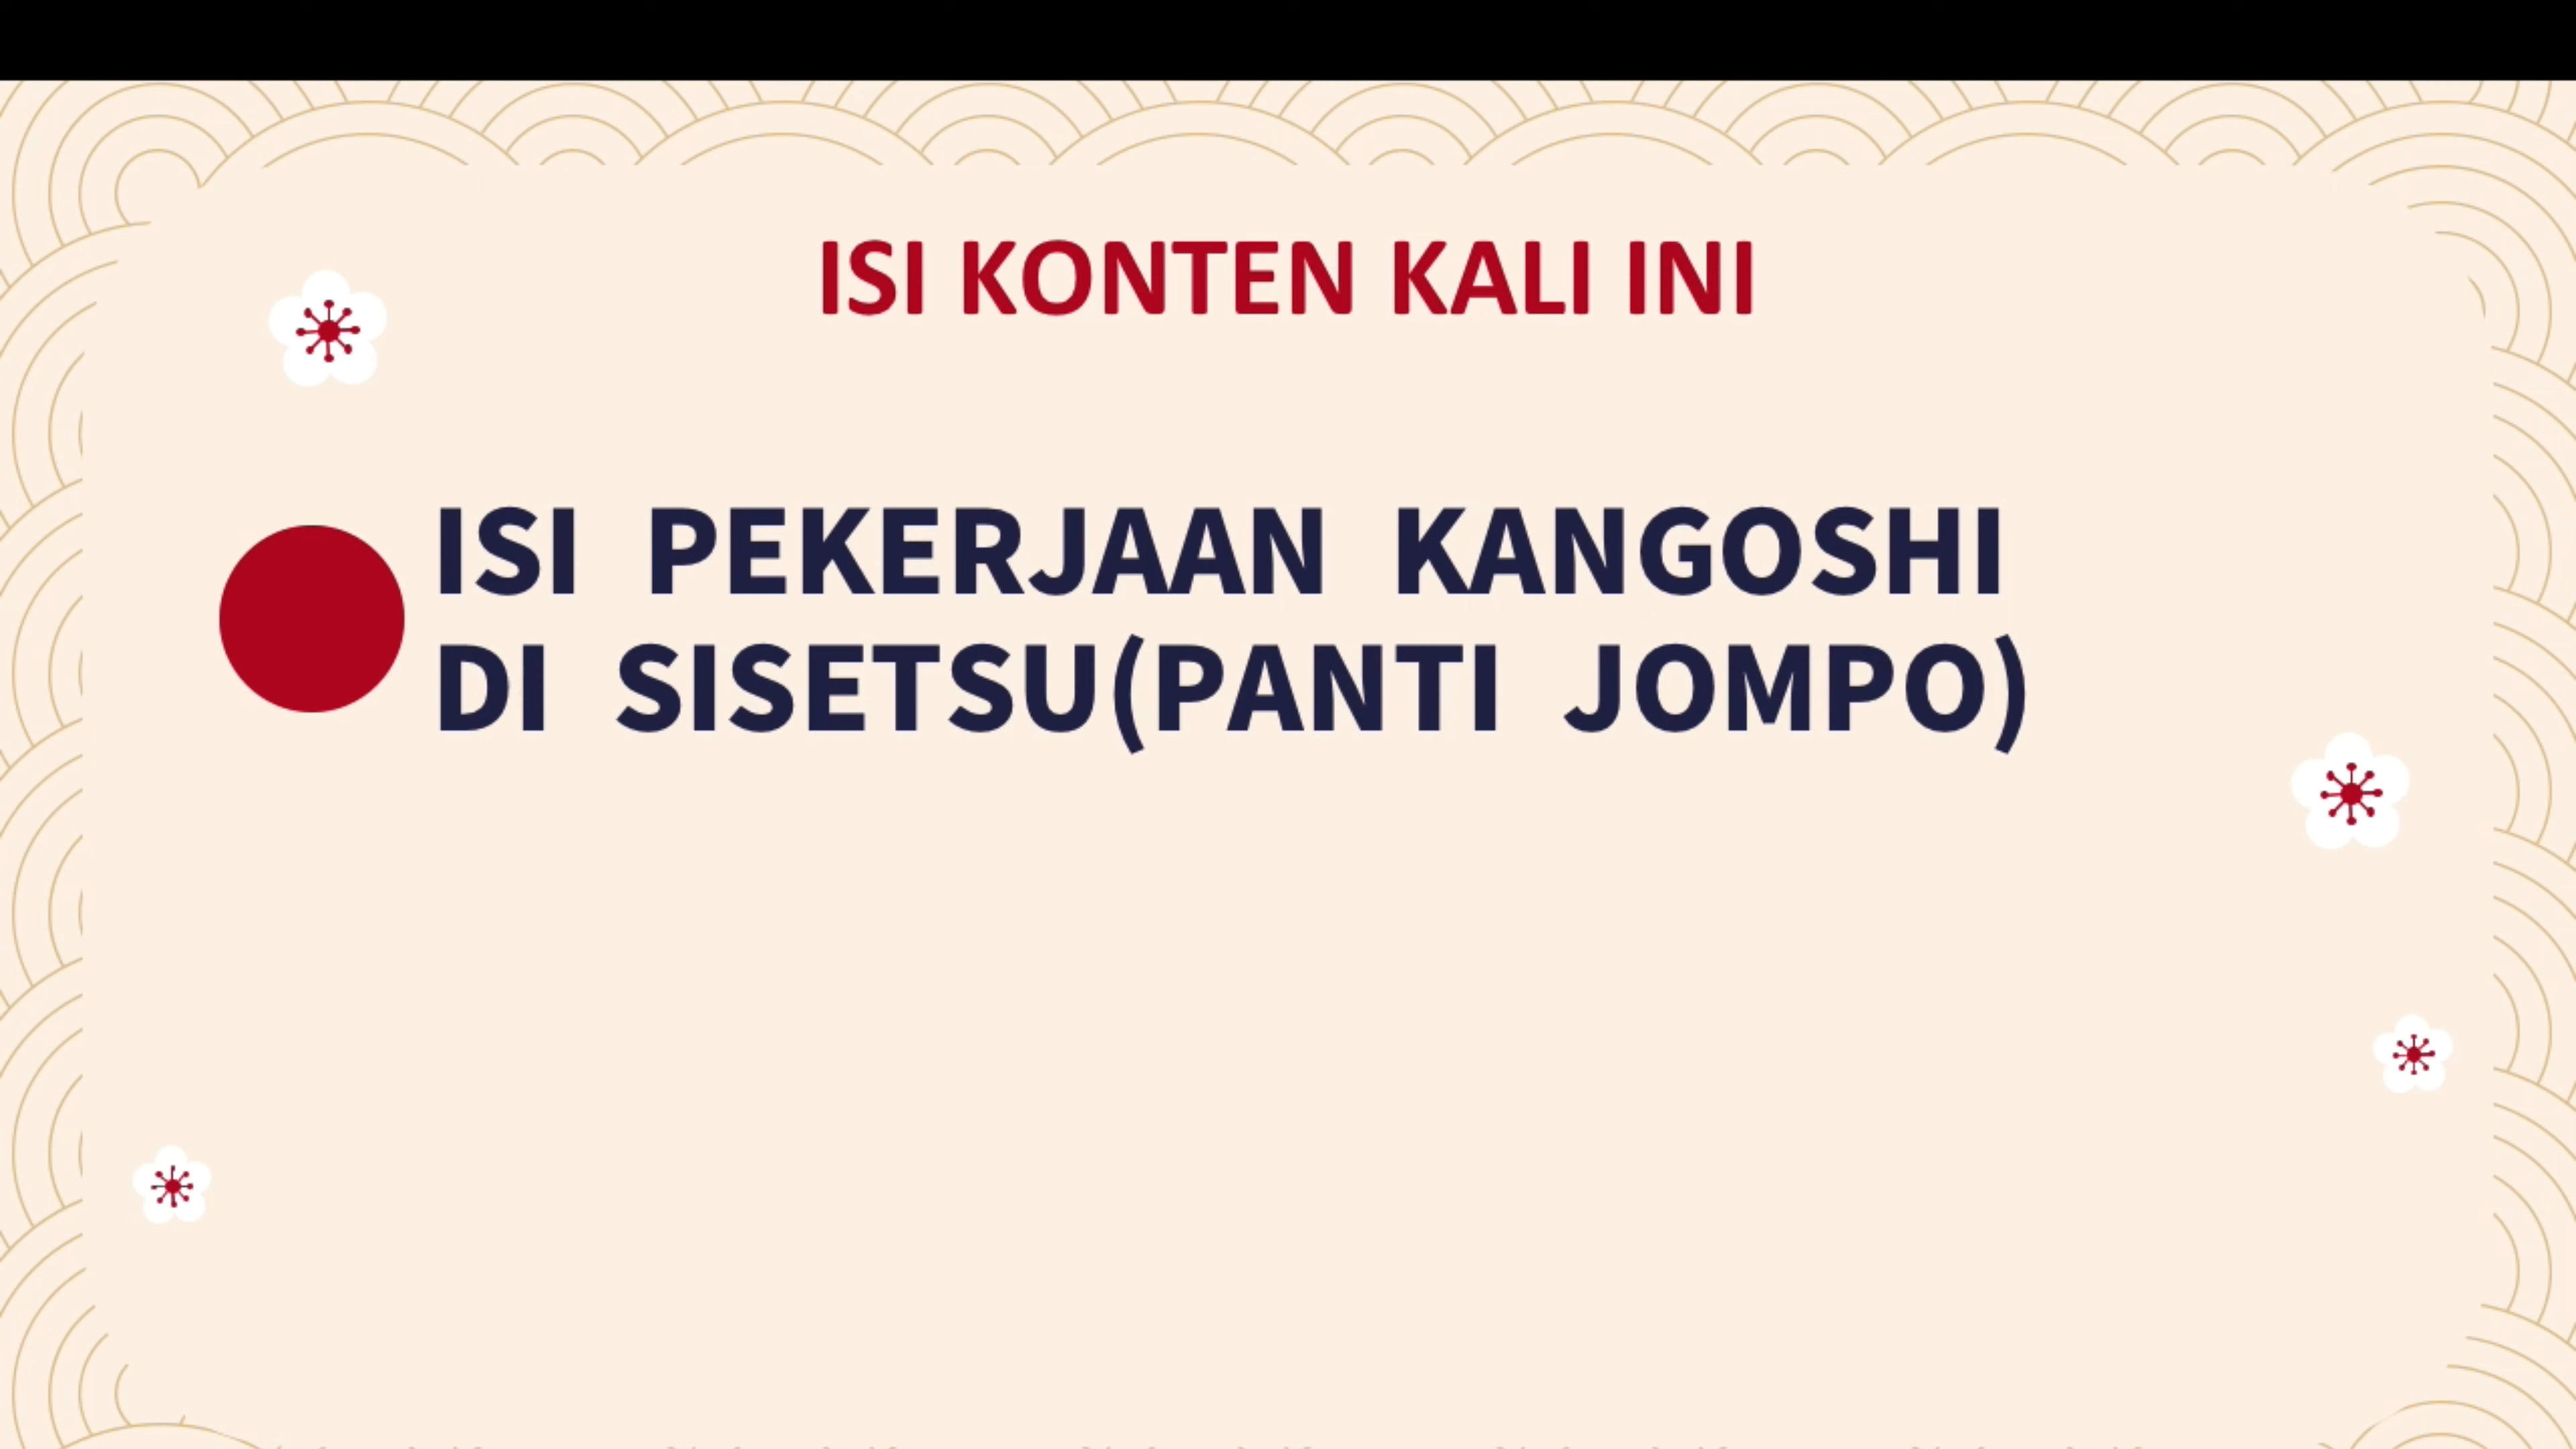 ISI KONTEN KALI INI
ISI PEKERJAAN KANGOSHI
DI SISETSU(PANTI JOMPO)